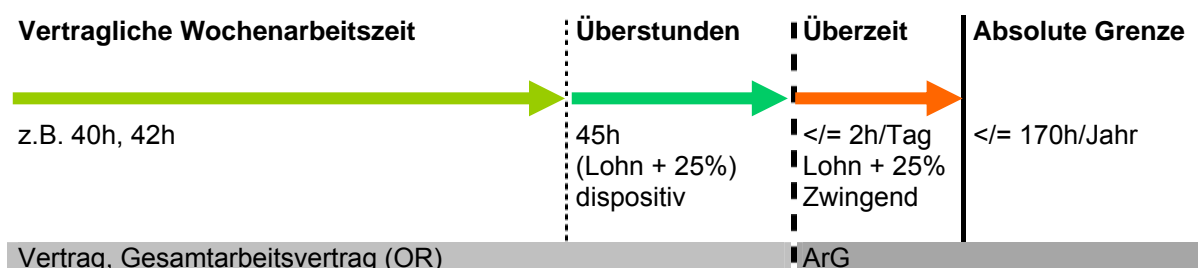 Vertragliche Wochenarbeitszeit Überstunden Überzeit Absolute Grenze
z.B. 40h, 42h 45h </= 2h/Tag </= 170h/Jahr
(Lohn + 25%) Lohn + 25%
dispositiv Zwingend
Vertrag, Gesamtarbeitsvertrag (OR) ArG